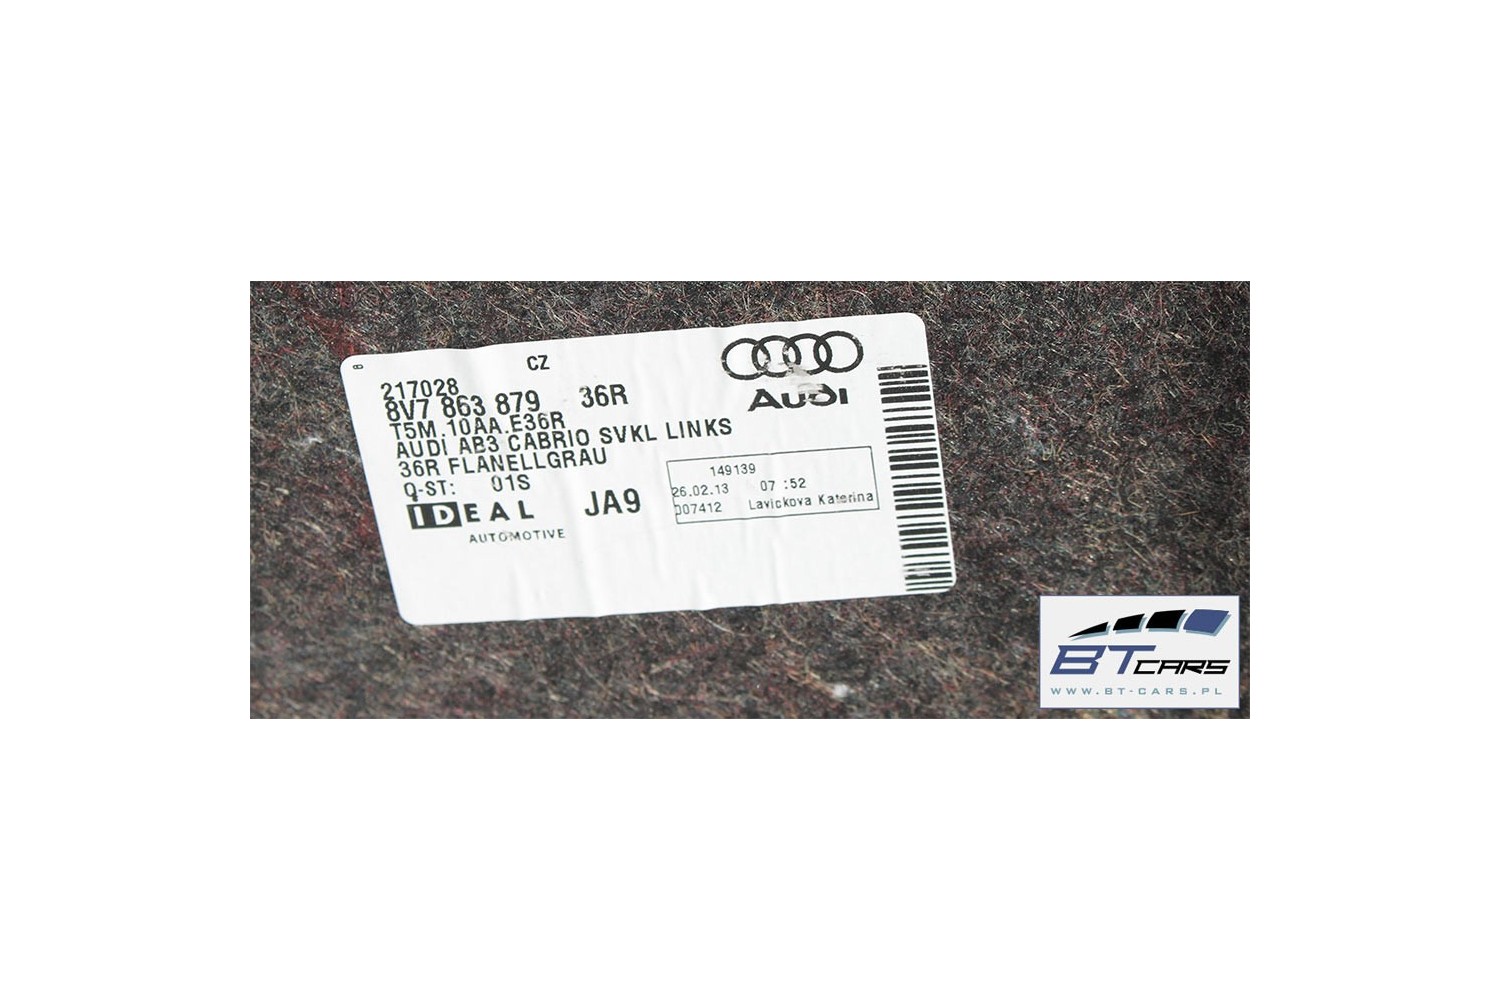 CZ
217028
8V7 863 879 36R
T5M.10AA.E36R
AUDI AB3 CABRIO SVKL LINKS
36R FLANELLGRAU
Q-ST: 01S
IDEAL
AUTOMOTIVE
JA9
Audi
149139
26.02.13 07:52
007412 Lavickova Katerina
BT CARS
WWW.BT-CARS.PL